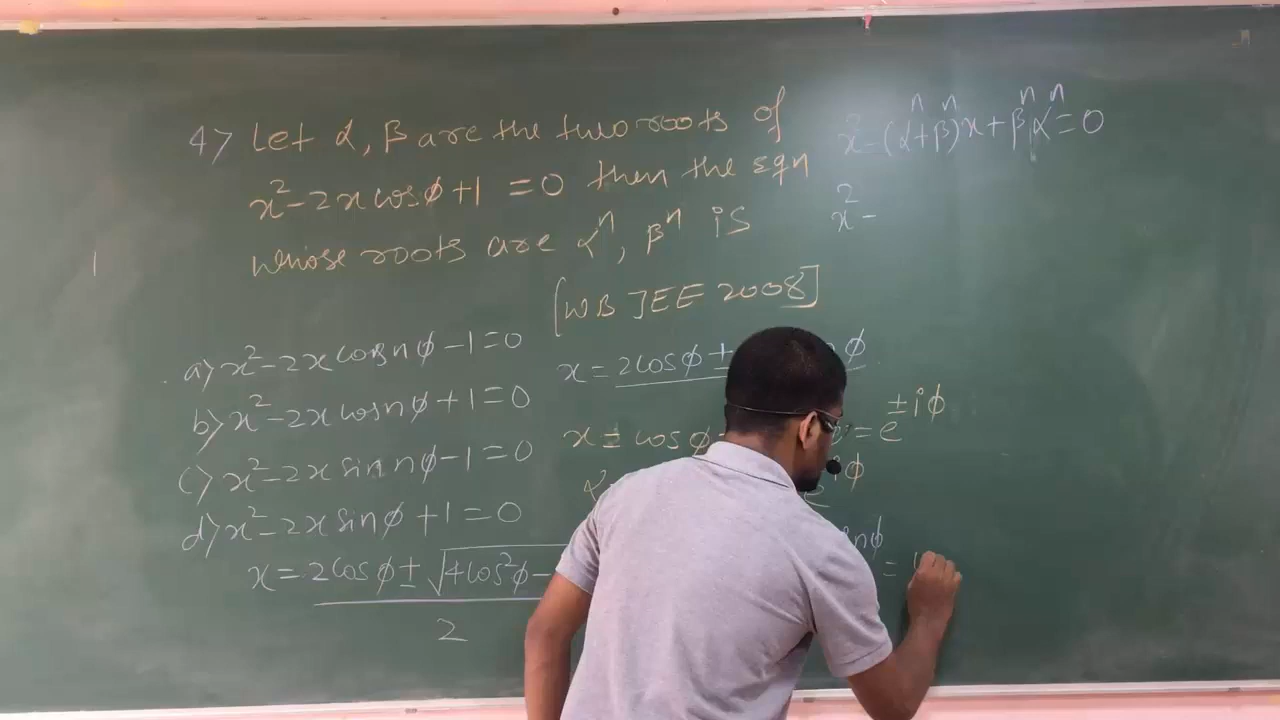 4> Let α, β are the two roots of
x² - 2x cos ϕ + 1 = 0 then the eqn
whose roots are αⁿ, βⁿ is
[WB JEE 2008]
a) x² - 2x cos nϕ - 1 = 0
b) x² - 2x cos nϕ + 1 = 0
c) x² - 2x sin nϕ - 1 = 0
d) x² - 2x sin ϕ + 1 = 0
x = 2cos ϕ ± √4cos²ϕ -
2
x² - (αⁿ + βⁿ)x + βⁿαⁿ = 0
x² -
x = 2cos ϕ ± ϕ
x = cos ϕ = e^±iϕ
ϕ
nϕ
=